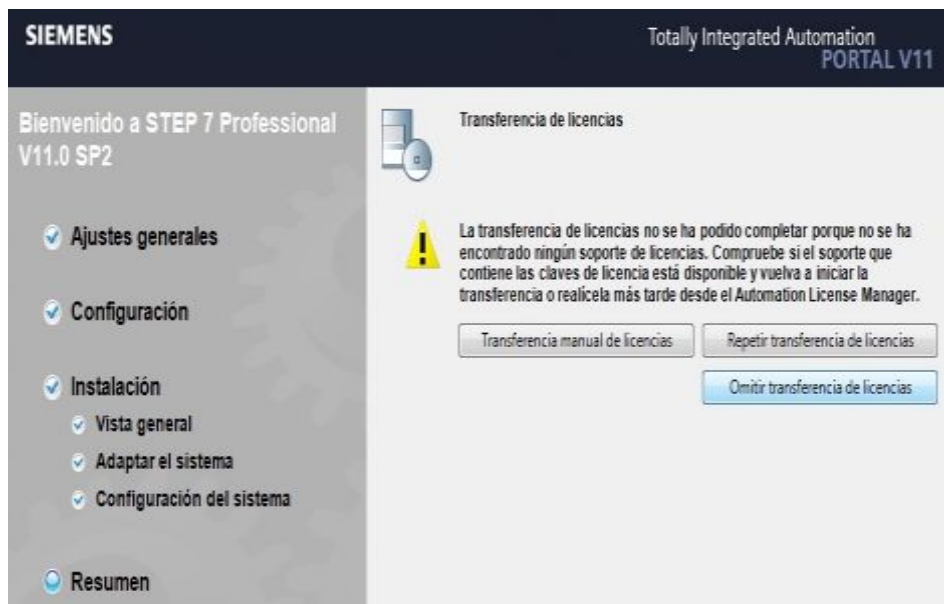 SIEMENS
Totally Integrated Automation
PORTAL V11
Bienvenido a STEP 7 Professional
V11.0 SP2
Ajustes generales
Configuración
Instalación
Vista general
Adaptar el sistema
Configuración del sistema
Resumen
Transferencia de licencias
La transferencia de licencias no se ha podido completar porque no se ha
encontrado ningún soporte de licencias. Compruebe si el soporte que
contiene las claves de licencia está disponible y vuelva a iniciar la
transferencia o realícela más tarde desde el Automation License Manager.
Transferencia manual de licencias
Repetir transferencia de licencias
Omitir transferencia de licencias